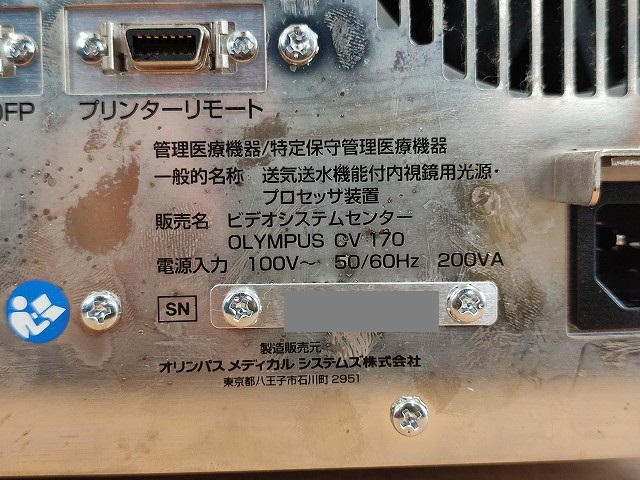 OFP
プリンターリモート
管理医療機器/特定保守管理医療機器
一般的名称 送気送水機能付内視鏡用光源・
プロセッサ装置
販売名 ビデオシステムセンター
OLYMPUS CV 170
電源入力 100V～ 50/60Hz 200VA
SN
製造販売元
オリンパス メディカル システムズ株式会社
東京都八王子市石川町 2951